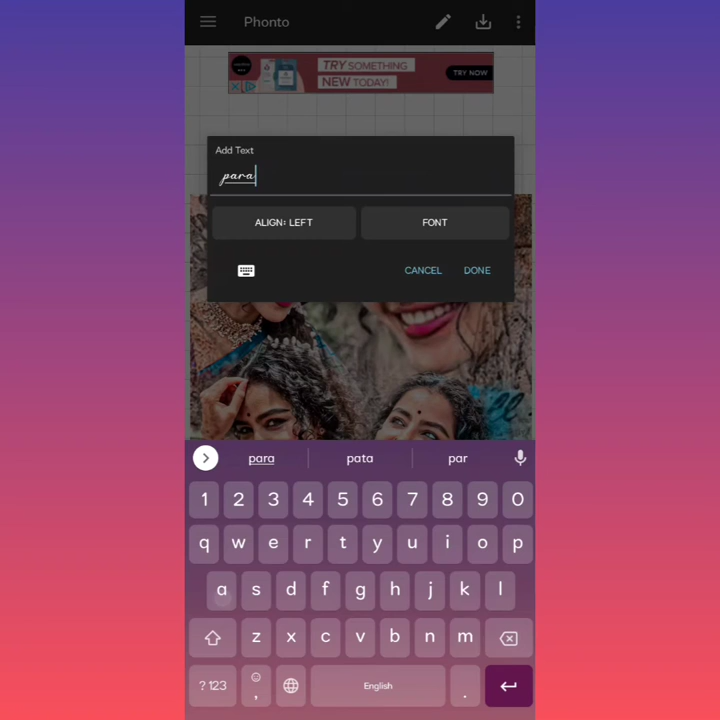 Phonto
TRY SOMETHING
NEW TODAY!
TRY NOW
Add Text
para
ALIGN: LEFT
FONT
CANCEL
DONE
para
pata
par
1 2 3 4 5 6 7 8 9 0
q w e r t y u i o p
a s d f g h j k l
z x c v b n m
?123
,
English
.